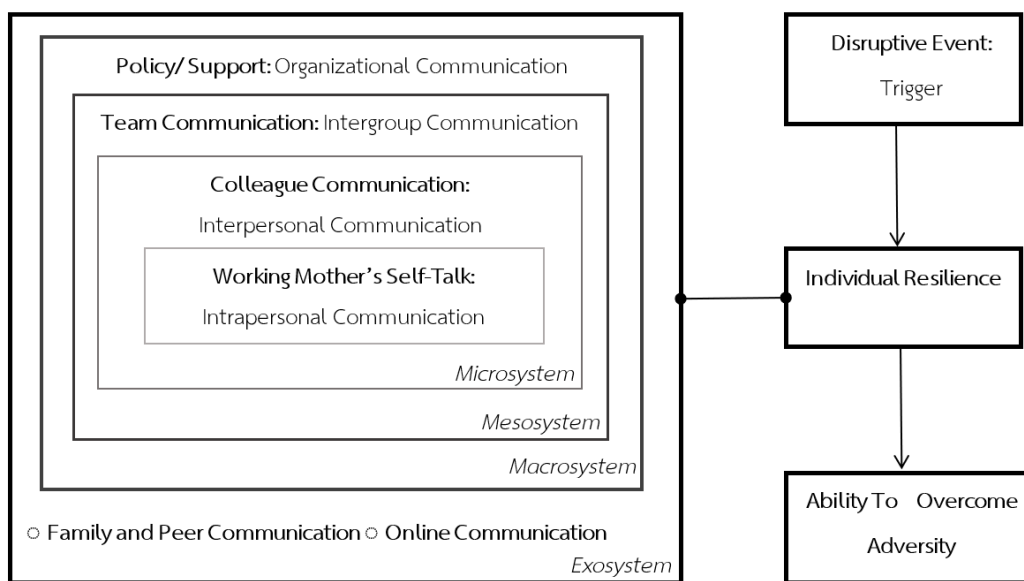 Policy/ Support: Organizational Communication
Team Communication: Intergroup Communication
Colleague Communication:
Interpersonal Communication
Working Mother's Self-Talk:
Intrapersonal Communication
Microsystem
Mesosystem
Macrosystem
◌ Family and Peer Communication ◌ Online Communication
Exosystem
Disruptive Event:
Trigger
Individual Resilience
Ability To Overcome
Adversity